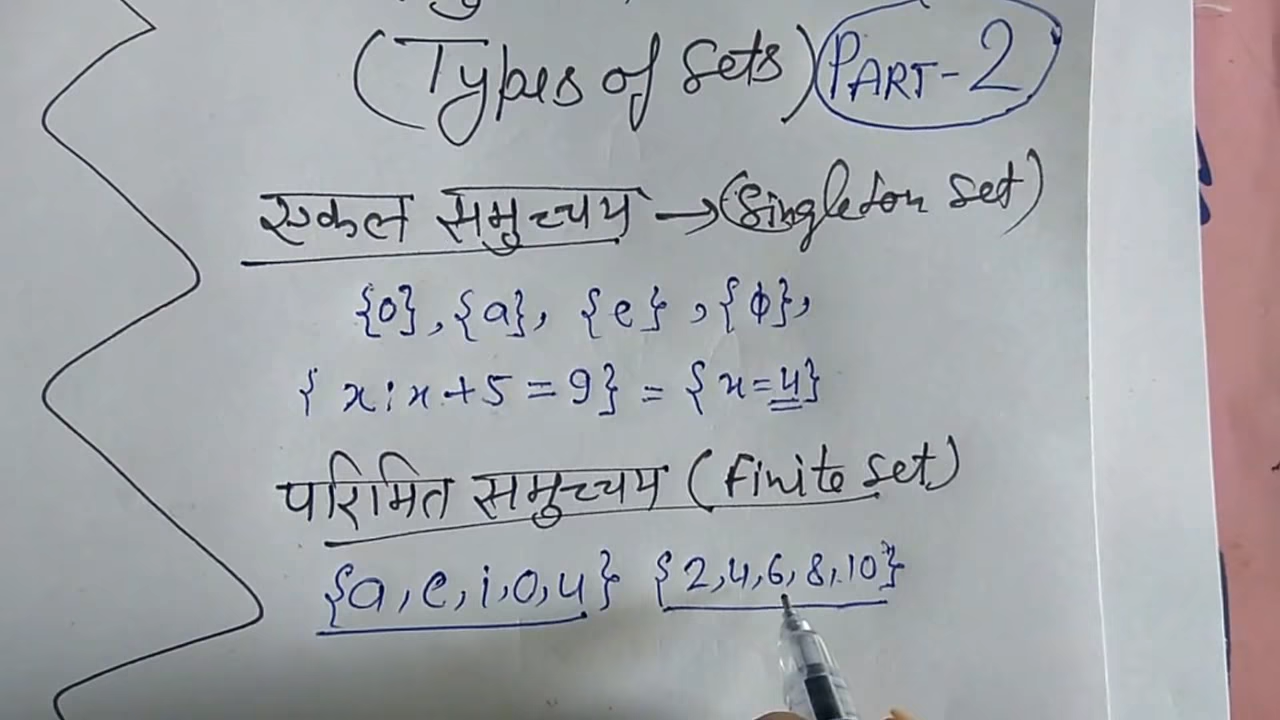 (Types of Sets) PART-2
एकल समुच्चय → (Singleton Set)
{0}, {a}, {e}, {ϕ},
{x:x+5=9} = {x=4}
परिमित समुच्चय (Finite Set)
{a,e,i,o,u} {2,4,6,8,10}